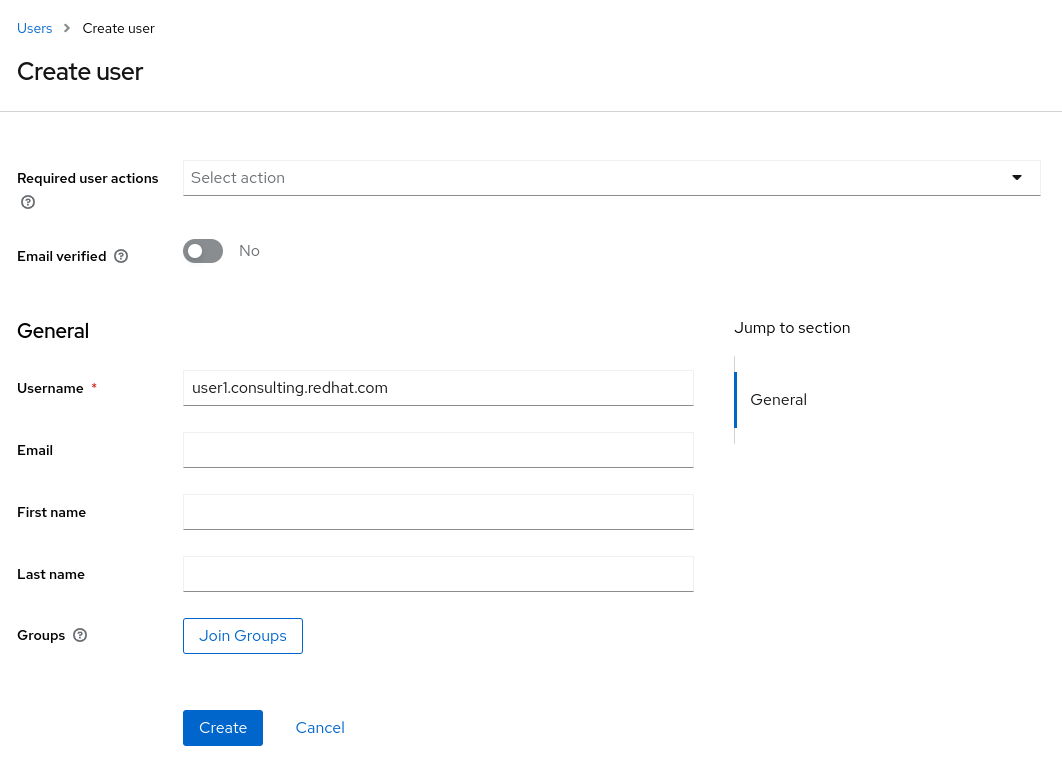 Users > Create user
Create user
Required user actions
Select action
Email verified
No
General
Jump to section
Username *
user1.consulting.redhat.com
General
Email
First name
Last name
Groups
Join Groups
Create
Cancel